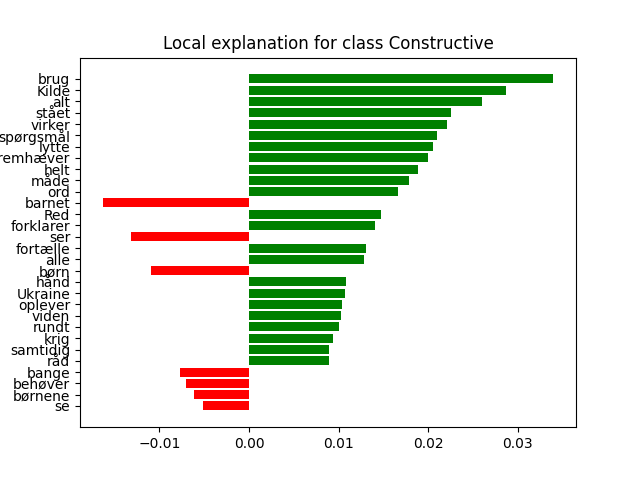 Local explanation for class Constructive
brug
Kilde
alt
stået
virker
spørgsmål
lytte
remhæver
helt
måde
ord
barnet
Red
forklarer
ser
fortælle
alle
børn
hånd
Ukraine
oplever
viden
rundt
krig
samtidig
råd
bange
behøver
børnene
se
−0.01 0.00 0.01 0.02 0.03